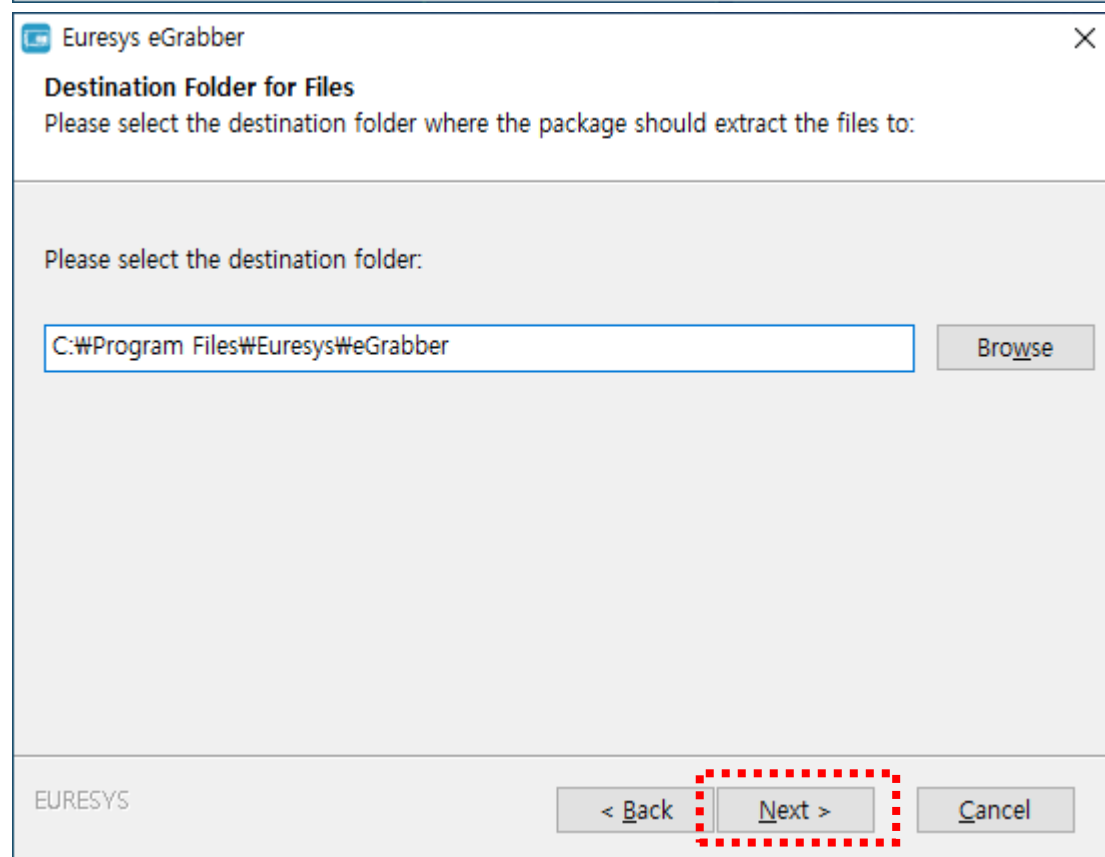 Euresys eGrabber
Destination Folder for Files
Please select the destination folder where the package should extract the files to:
Please select the destination folder:
C:₩Program Files₩Euresys₩eGrabber
Browse
EURESYS
< Back
Next >
Cancel